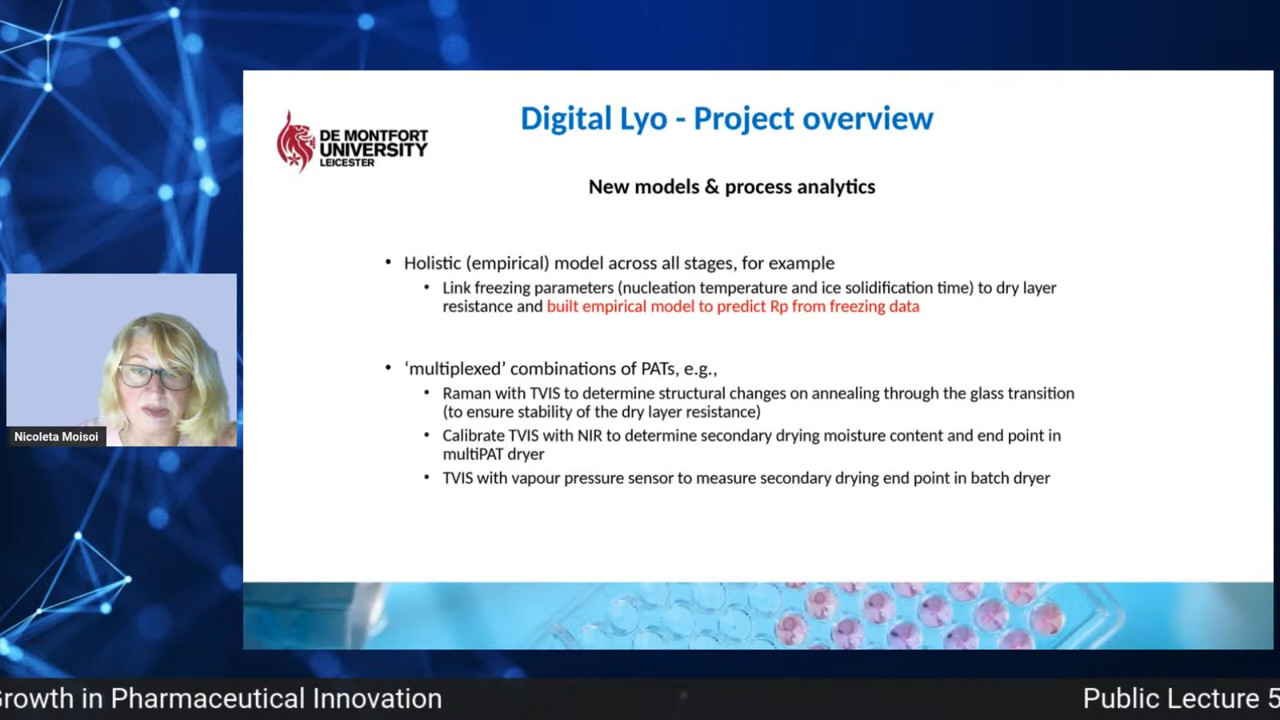 Digital Lyo - Project overview
DE MONTFORT
UNIVERSITY
LEICESTER
New models & process analytics
• Holistic (empirical) model across all stages, for example
• Link freezing parameters (nucleation temperature and ice solidification time) to dry layer
resistance and built empirical model to predict Rp from freezing data
• ‘multiplexed’ combinations of PATs, e.g.,
• Raman with TVIS to determine structural changes on annealing through the glass transition
(to ensure stability of the dry layer resistance)
• Calibrate TVIS with NIR to determine secondary drying moisture content and end point in
multiPAT dryer
• TVIS with vapour pressure sensor to measure secondary drying end point in batch dryer
Nicoleta Moisoi
Growth in Pharmaceutical Innovation
Public Lecture 5